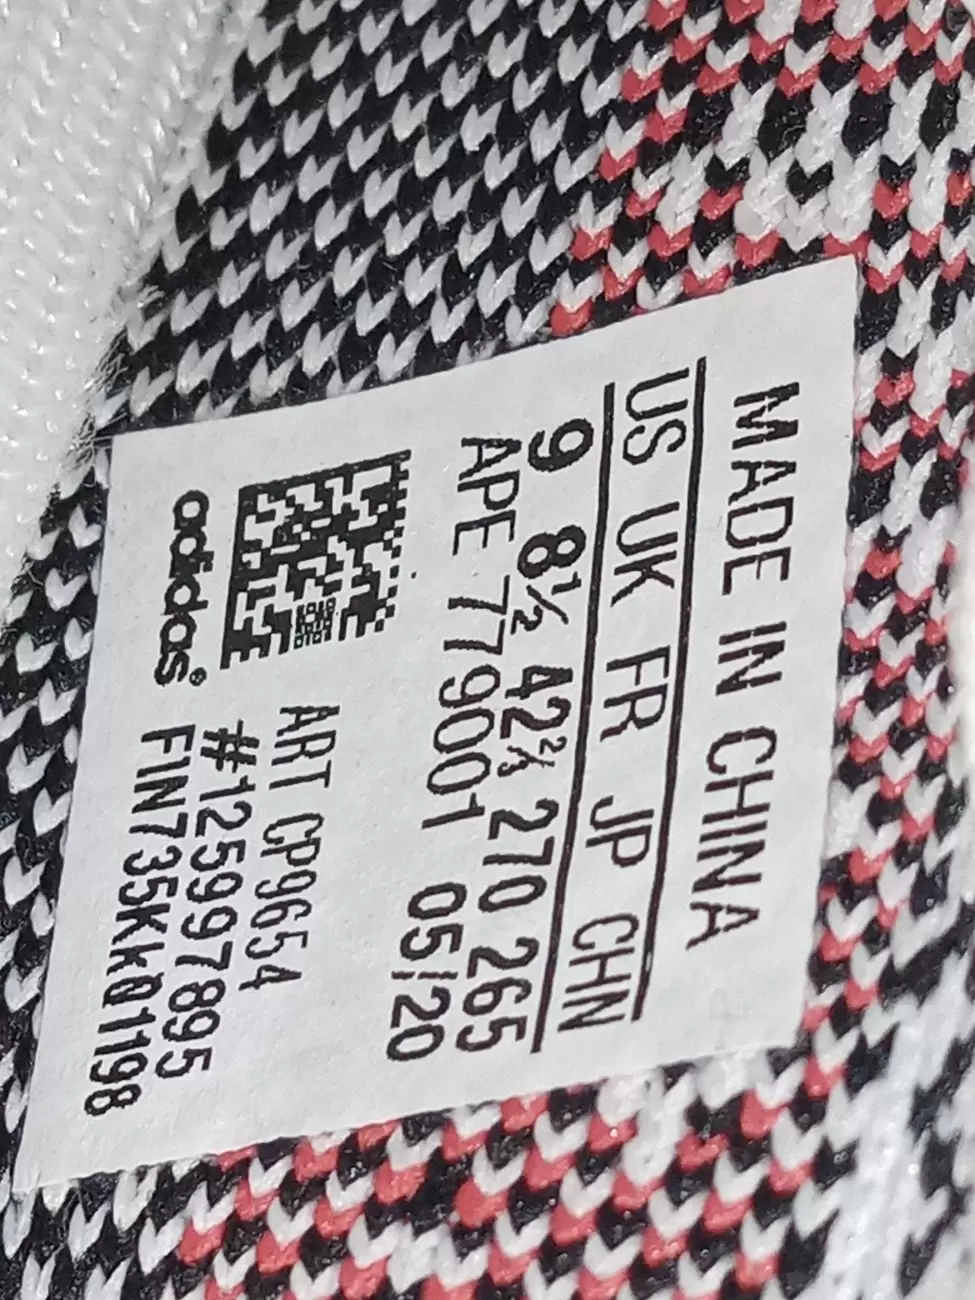 MADE IN CHINA
US UK FR JP CHN
9 8½ 42⅔ 270 265
APE 779001 05|20
adidas®
ART CP9654
#125997895
F1N735KK01198